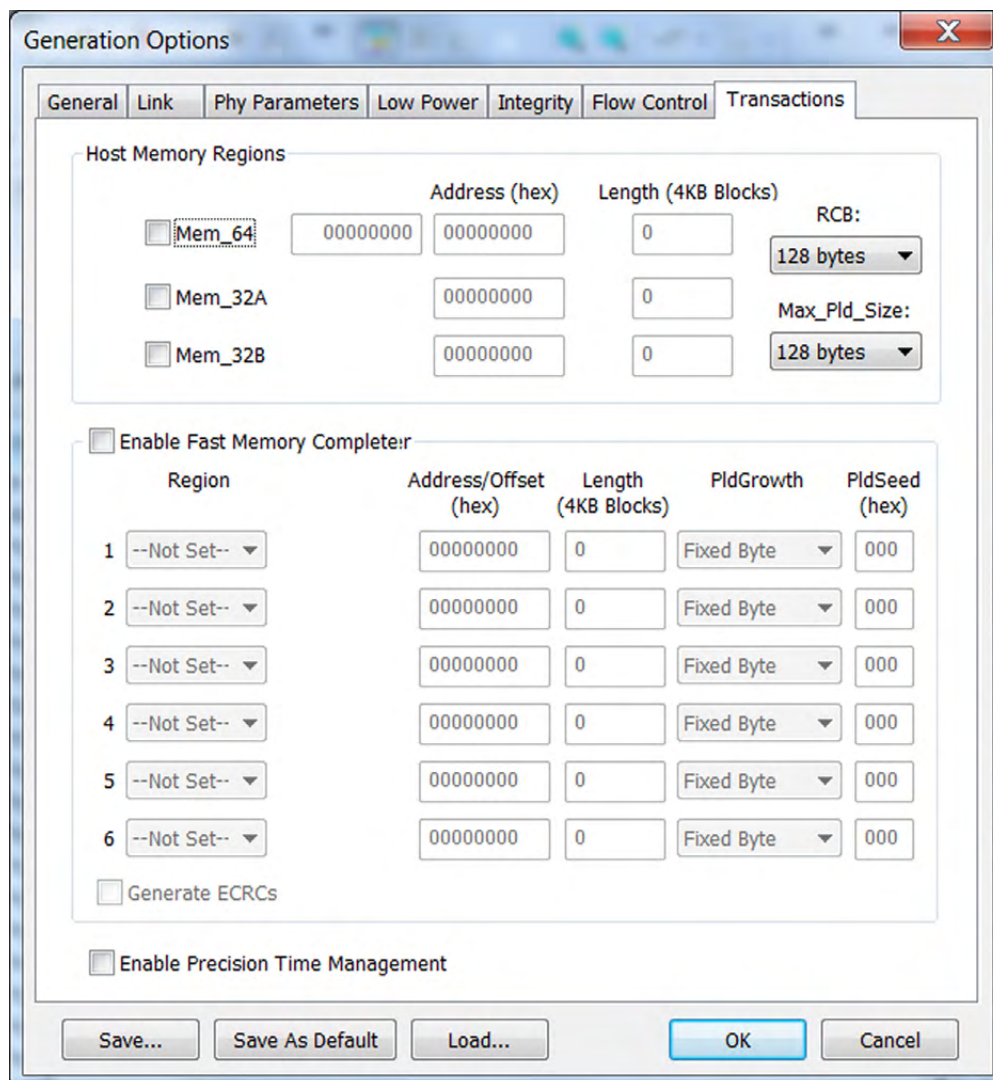 Generation Options
General Link Phy Parameters Low Power Integrity Flow Control Transactions
Host Memory Regions
Address (hex) Length (4KB Blocks)
RCB:
Mem_64 00000000 00000000 0
128 bytes
Mem_32A 00000000 0
Max_Pld_Size:
Mem_32B 00000000 0 128 bytes
Enable Fast Memory Completer
Region Address/Offset (hex) Length (4KB Blocks) PldGrowth PldSeed (hex)
1 --Not Set-- 00000000 0 Fixed Byte 000
2 --Not Set-- 00000000 0 Fixed Byte 000
3 --Not Set-- 00000000 0 Fixed Byte 000
4 --Not Set-- 00000000 0 Fixed Byte 000
5 --Not Set-- 00000000 0 Fixed Byte 000
6 --Not Set-- 00000000 0 Fixed Byte 000
Generate ECRCs
Enable Precision Time Management
Save... Save As Default Load... OK Cancel